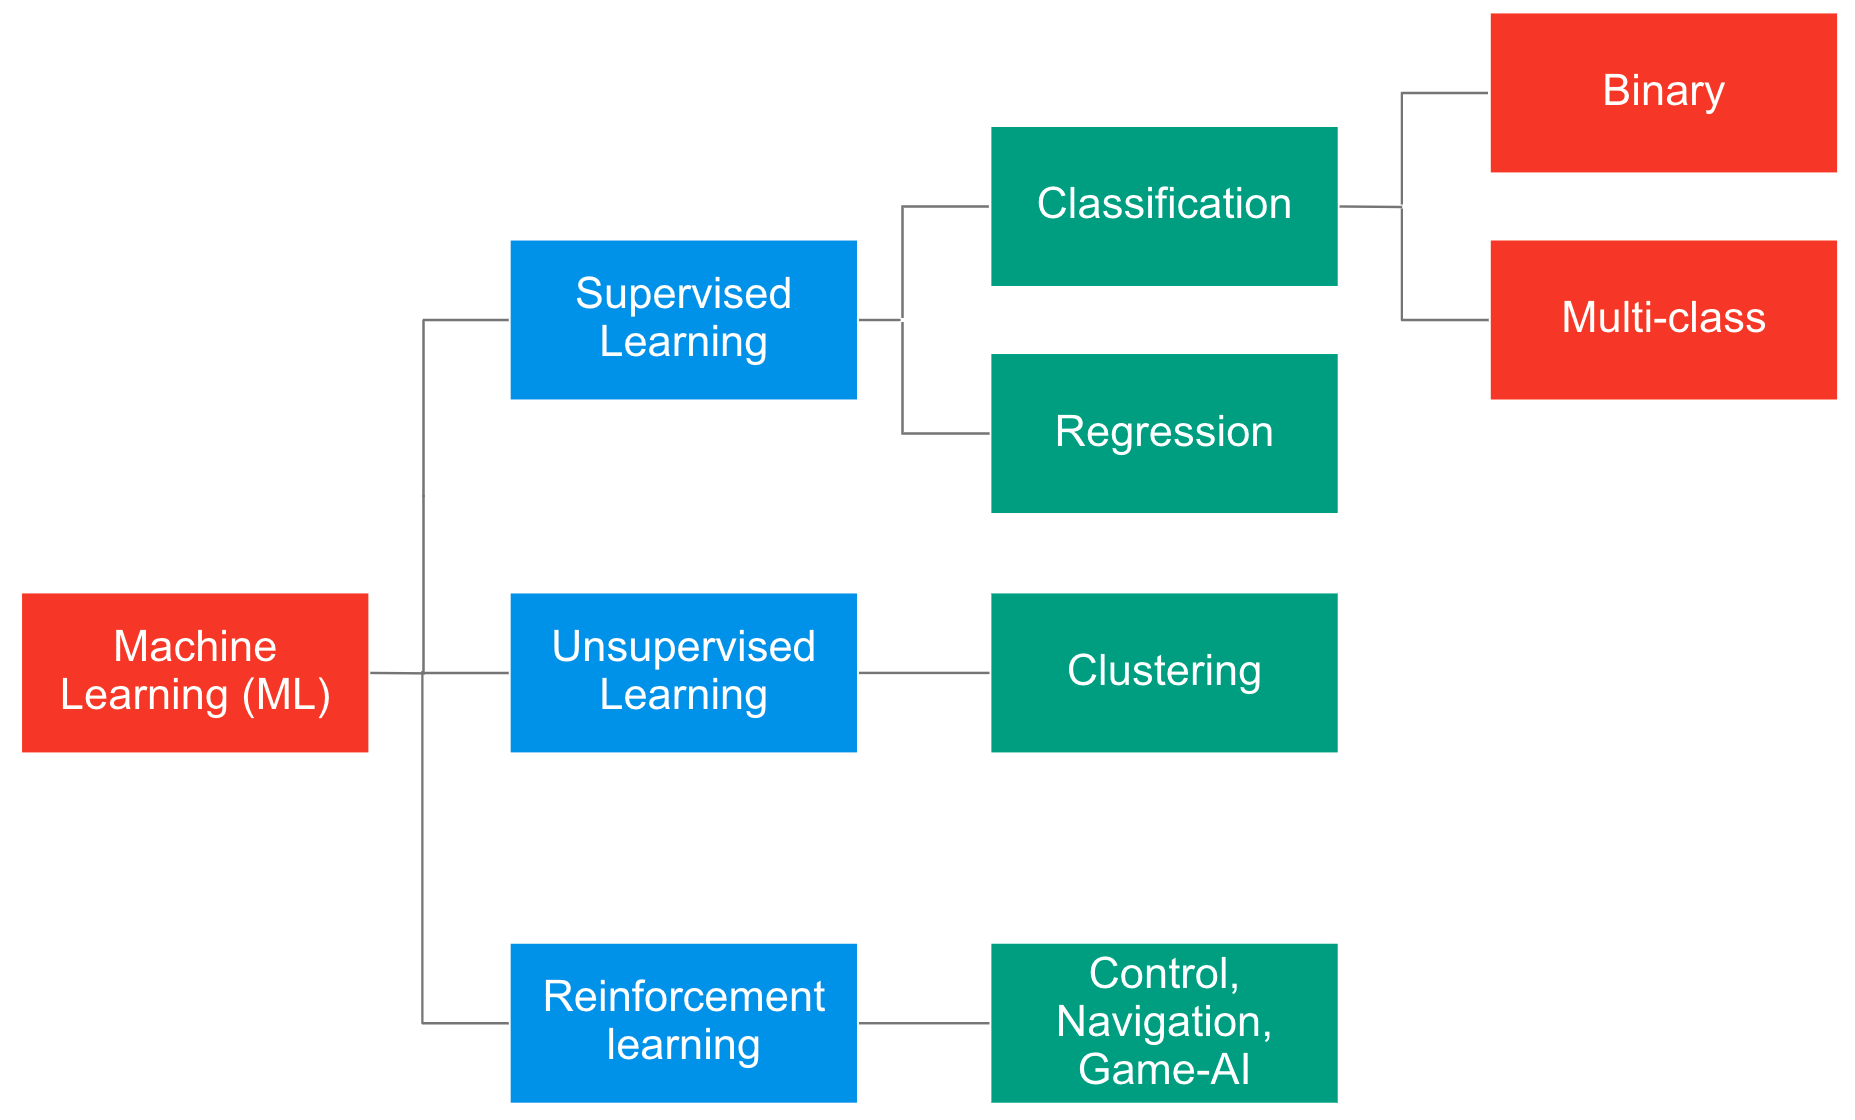 Machine
Learning (ML)
Supervised
Learning
Classification
Binary
Multi-class
Regression
Unsupervised
Learning
Clustering
Reinforcement
learning
Control,
Navigation,
Game-AI